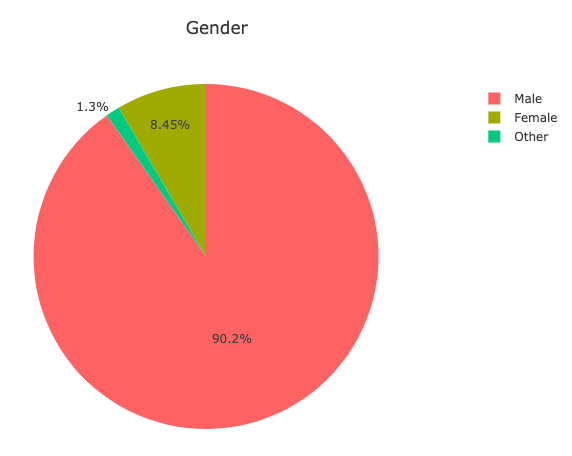 Gender
Male
Female
Other
1.3%
8.45%
90.2%